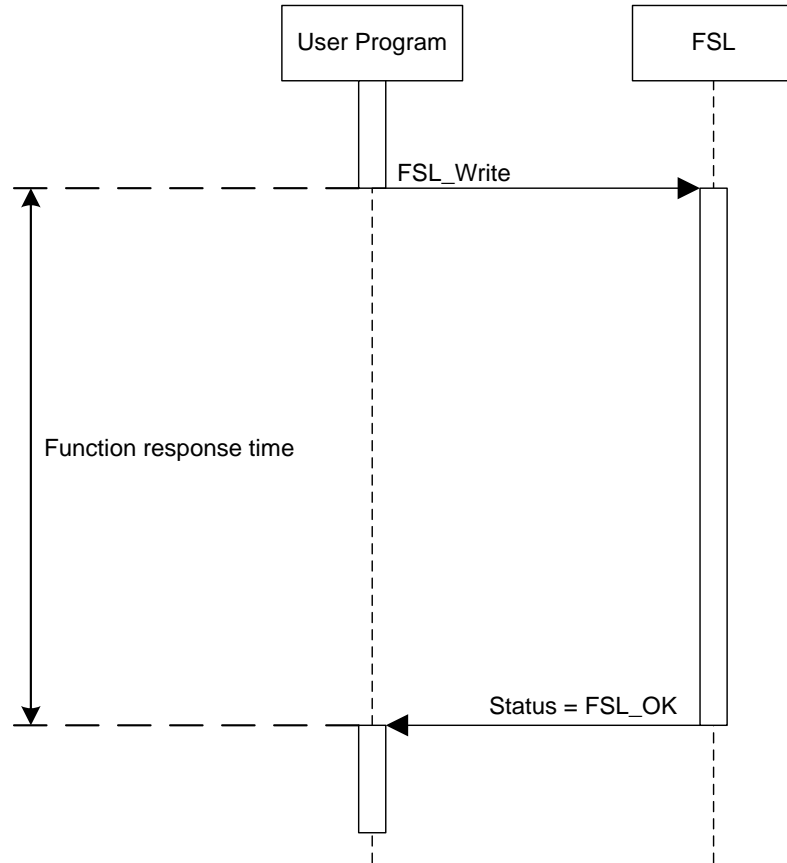 User Program
FSL
FSL_Write
Function response time
Status = FSL_OK